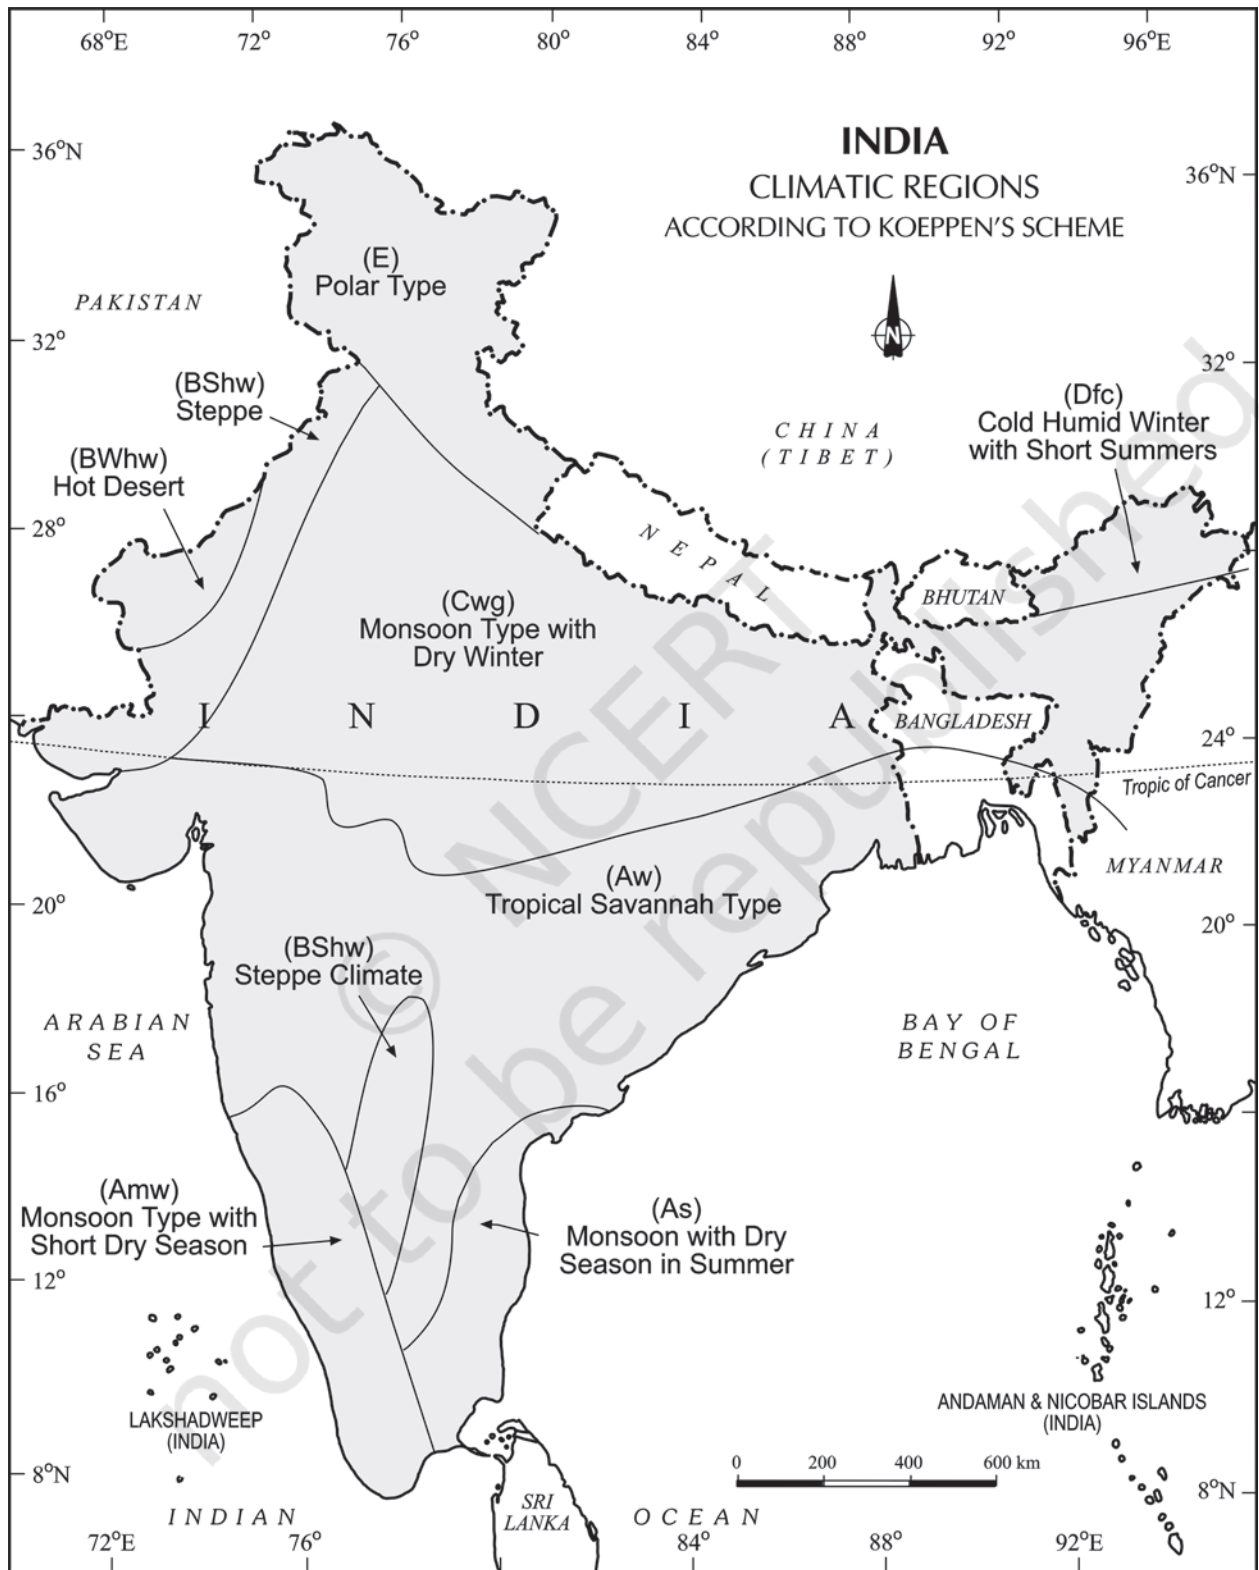 68°E 72° 76° 80° 84° 88° 92° 96°E
INDIA
CLIMATIC REGIONS
ACCORDING TO KOEPPEN'S SCHEME
36°N
36°N
(E)
Polar Type
PAKISTAN
N
32°
32°
(BShw)
Steppe
(Dfc)
Cold Humid Winter
with Short Summers
CHINA
(TIBET)
(BWhw)
Hot Desert
28°
NEPAL
BHUTAN
(Cwg)
Monsoon Type with
Dry Winter
INDIA
BANGLADESH
24°
Tropic of Cancer
MYANMAR
(Aw)
Tropical Savannah Type
20°
20°
(BShw)
Steppe Climate
ARABIAN
SEA
BAY OF
BENGAL
16°
(Amw)
Monsoon Type with
Short Dry Season
(As)
Monsoon with Dry
Season in Summer
12°
12°
LAKSHADWEEP
(INDIA)
ANDAMAN & NICOBAR ISLANDS
(INDIA)
0 200 400 600 km
8°N
8°N
SRI
LANKA
INDIAN OCEAN
72° 76° 84° 88° 92°E
© NCERT
not to be republished